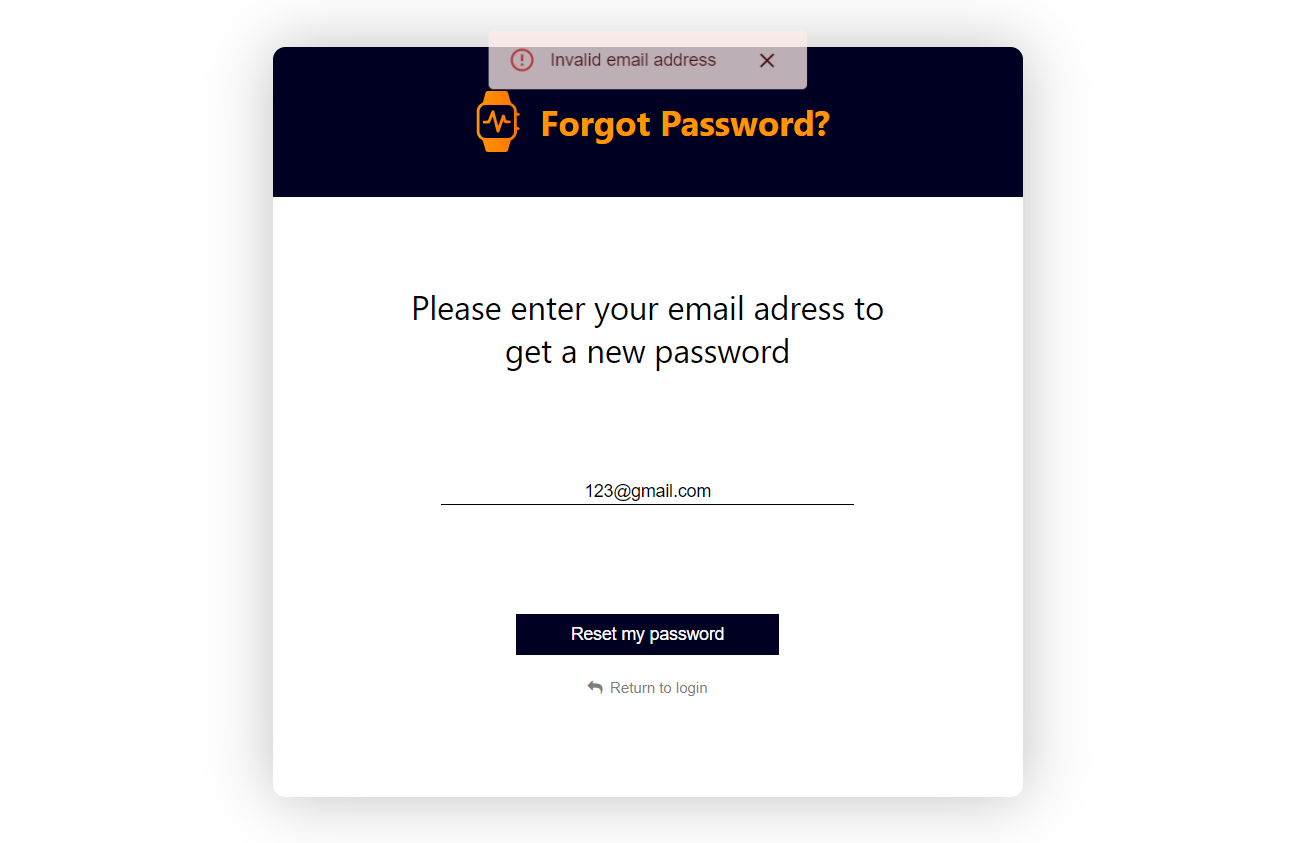 Invalid email address
Forgot Password?
Please enter your email adress to
get a new password
123@gmail.com
Reset my password
Return to login